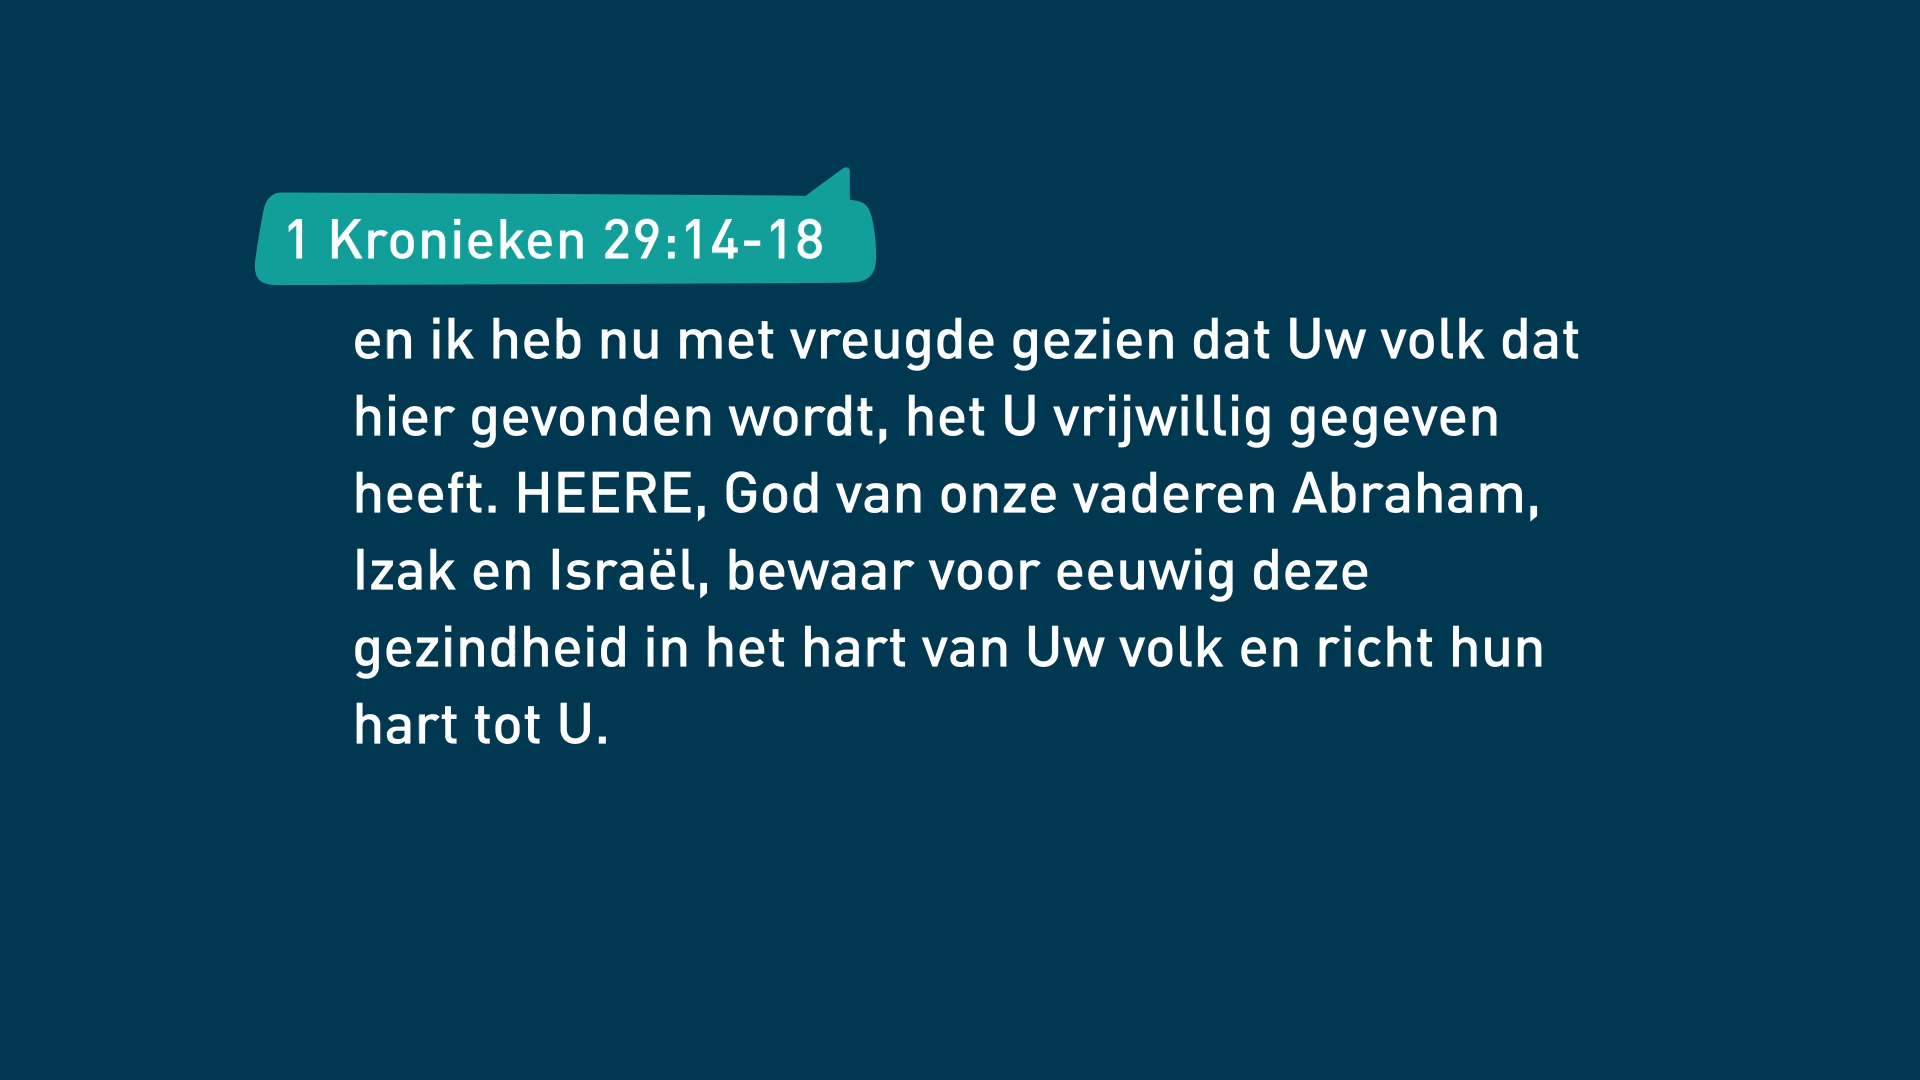 1 Kronieken 29:14-18
en ik heb nu met vreugde gezien dat Uw volk dat
hier gevonden wordt, het U vrijwillig gegeven
heeft. HEERE, God van onze vaderen Abraham,
Izak en Israël, bewaar voor eeuwig deze
gezindheid in het hart van Uw volk en richt hun
hart tot U.